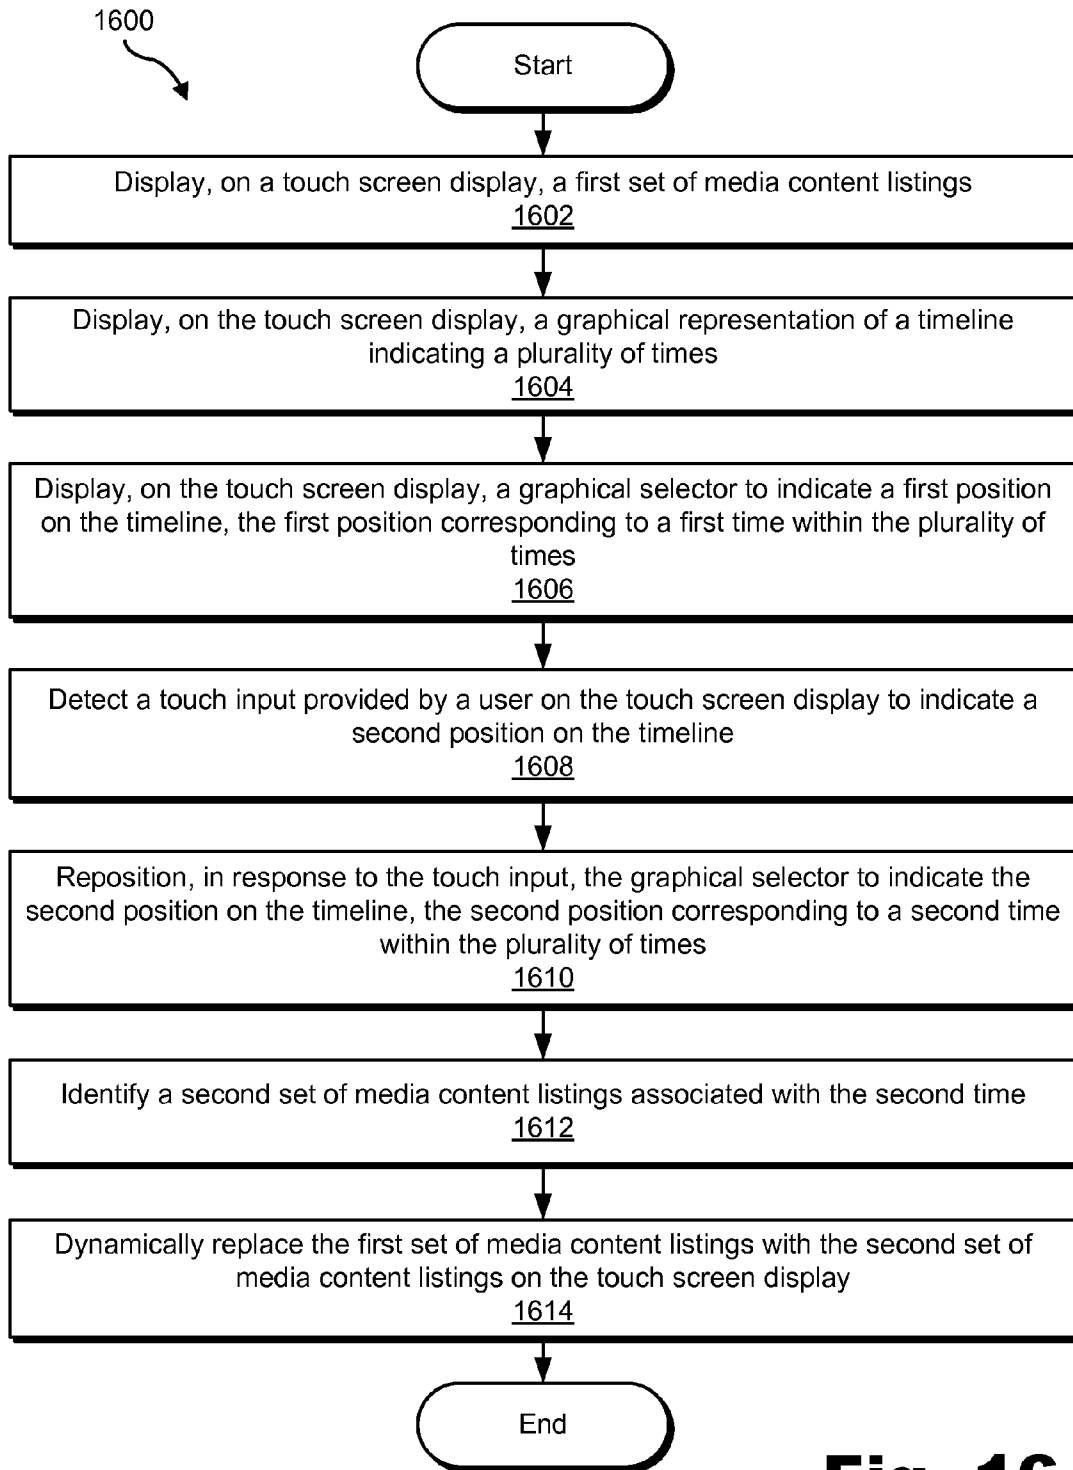 1600
Start
Display, on a touch screen display, a first set of media content listings
1602
Display, on the touch screen display, a graphical representation of a timeline
indicating a plurality of times
1604
Display, on the touch screen display, a graphical selector to indicate a first position
on the timeline, the first position corresponding to a first time within the plurality of
times
1606
Detect a touch input provided by a user on the touch screen display to indicate a
second position on the timeline
1608
Reposition, in response to the touch input, the graphical selector to indicate the
second position on the timeline, the second position corresponding to a second time
within the plurality of times
1610
Identify a second set of media content listings associated with the second time
1612
Dynamically replace the first set of media content listings with the second set of
media content listings on the touch screen display
1614
End
Fig. 16